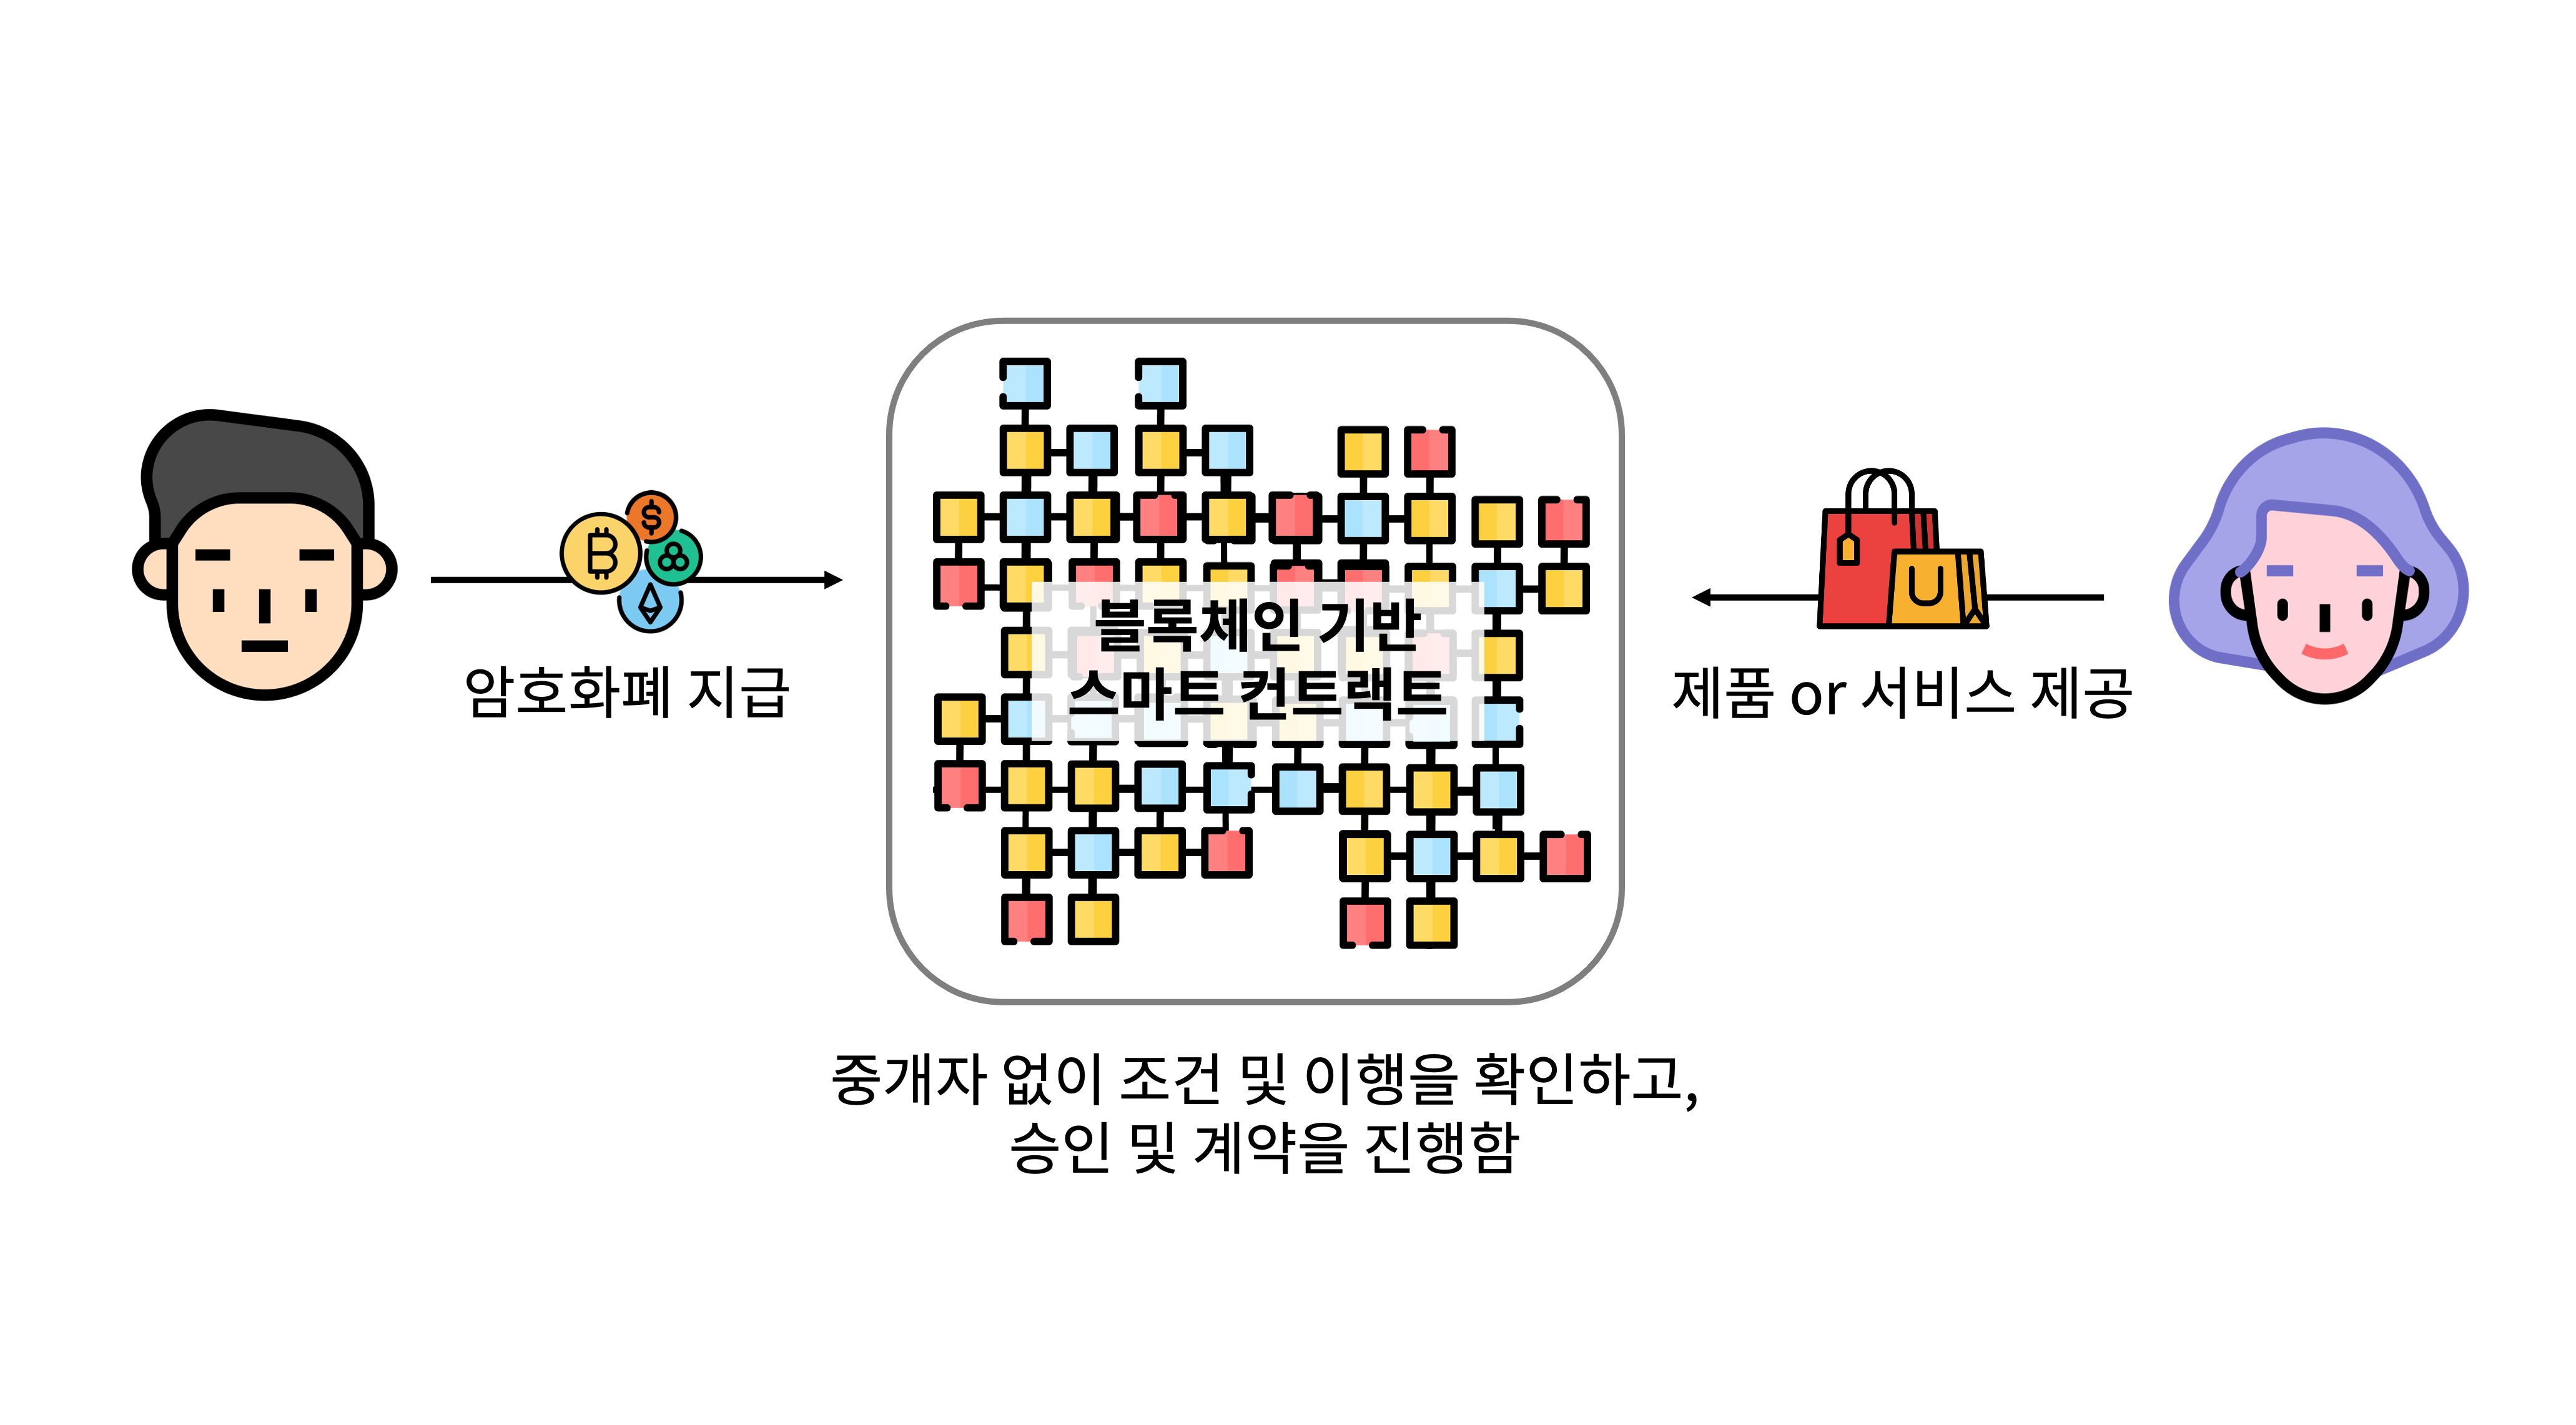 암호화폐 지급
블록체인 기반
스마트 컨트랙트
제품 or 서비스 제공
중개자 없이 조건 및 이행을 확인하고,
승인 및 계약을 진행함